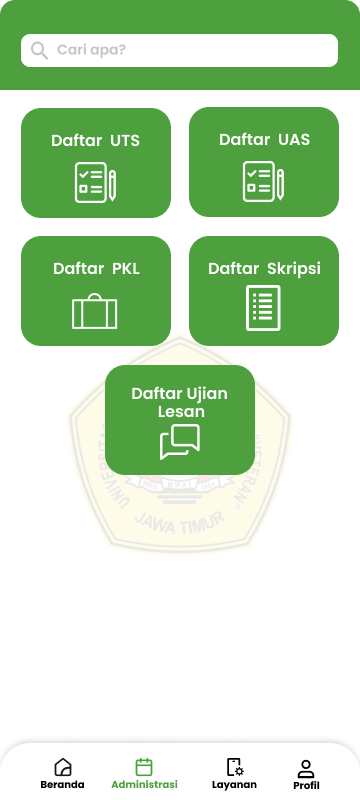 Cari apa?
Daftar UTS
Daftar UAS
Daftar PKL
Daftar Skripsi
Daftar Ujian
Lesan
JAWA TIMUR
Beranda
Administrasi
Layanan
Profil